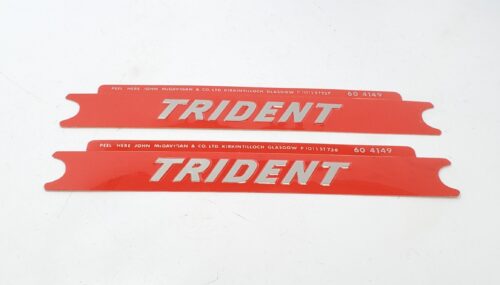 PEEL HERE JOHN McGAVIGAN & CO. LTD. KIRKINTILLOCH GLASGOW 60 4149
TRIDENT
PEEL HERE JOHN McGAVIGAN & CO. LTD. KIRKINTILLOCH GLASGOW 60 4149
TRIDENT